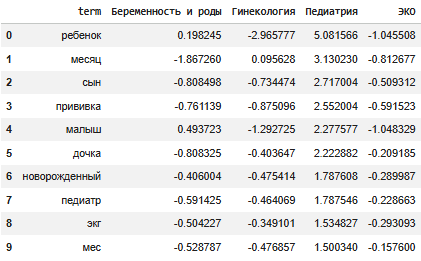 term Беременность и роды Гинекология Педиатрия ЭКО
0 ребенок 0.198245 -2.965777 5.081566 -1.045508
1 месяц -1.867260 0.095628 3.130230 -0.812677
2 сын -0.808498 -0.734474 2.717004 -0.509312
3 прививка -0.761139 -0.875096 2.552004 -0.591523
4 малыш 0.493723 -1.292725 2.277577 -1.048329
5 дочка -0.808325 -0.403647 2.222882 -0.209185
6 новорожденный -0.406004 -0.475414 1.787608 -0.289987
7 педиатр -0.591425 -0.464069 1.787546 -0.228663
8 экг -0.504227 -0.349101 1.534827 -0.293093
9 мес -0.528787 -0.476857 1.500340 -0.157600